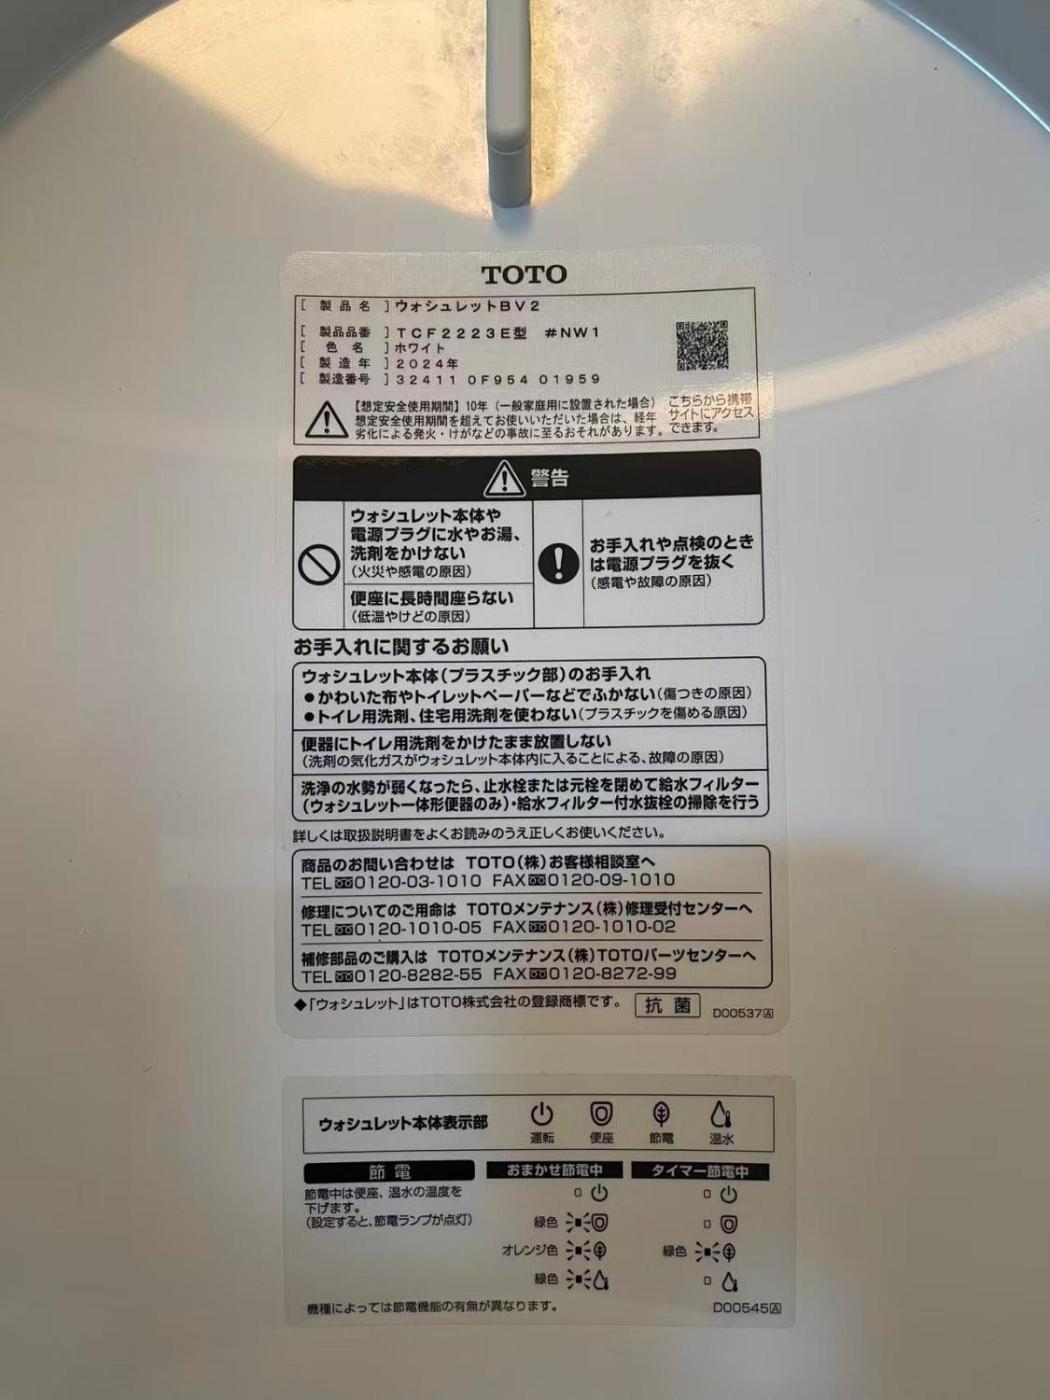 TOTO
[ 製品名 ]ウォシュレットBV2
[ 製品品番 ]TCF2223E型 #NW1
[ 色名 ]ホワイト
[ 製造年 ]2024年
[ 製造番号 ]32411 0F954 01959
【想定安全使用期間】10年（一般家庭用に設置された場合）
想定安全使用期間を超えてお使いいただいた場合は、経年
劣化による発火・けがなどの事故に至るおそれがあります。
こちらから携帯
サイトにアクセス
できます。
警告
ウォシュレット本体や
電源プラグに水やお湯、
洗剤をかけない
（火災や感電の原因）
便座に長時間座らない
（低温やけどの原因）
お手入れや点検のとき
は電源プラグを抜く
（感電や故障の原因）
お手入れに関するお願い
ウォシュレット本体（プラスチック部）のお手入れ
●かわいた布やトイレットペーパーなどでふかない（傷つきの原因）
●トイレ用洗剤、住宅用洗剤を使わない（プラスチックを傷める原因）
便器にトイレ用洗剤をかけたまま放置しない
（洗剤の気化ガスがウォシュレット本体内に入ることによる、故障の原因）
洗浄の水勢が弱くなったら、止水栓または元栓を閉めて給水フィルター
（ウォシュレット一体形便器のみ）・給水フィルター付水抜栓の掃除を行う
詳しくは取扱説明書をよくお読みのうえ正しくお使いください。
商品のお問い合わせは TOTO（株）お客様相談室へ
TEL0120-03-1010 FAX0120-09-1010
修理についてのご用命は TOTOメンテナンス（株）修理受付センターへ
TEL0120-1010-05 FAX0120-1010-02
補修部品のご購入は TOTOメンテナンス（株）TOTOパーツセンターへ
TEL0120-8282-55 FAX0120-8272-99
◆「ウォシュレット」はTOTO株式会社の登録商標です。 抗菌 D00537A
ウォシュレット本体表示部
運転 便座 節電 温水
節電
節電中は便座、温水の温度を
下げます。
（設定すると、節電ランプが点灯）
おまかせ節電中
緑色
オレンジ色
緑色
タイマー節電中
緑色
機種によっては節電機能の有無が異なります。
D00545A